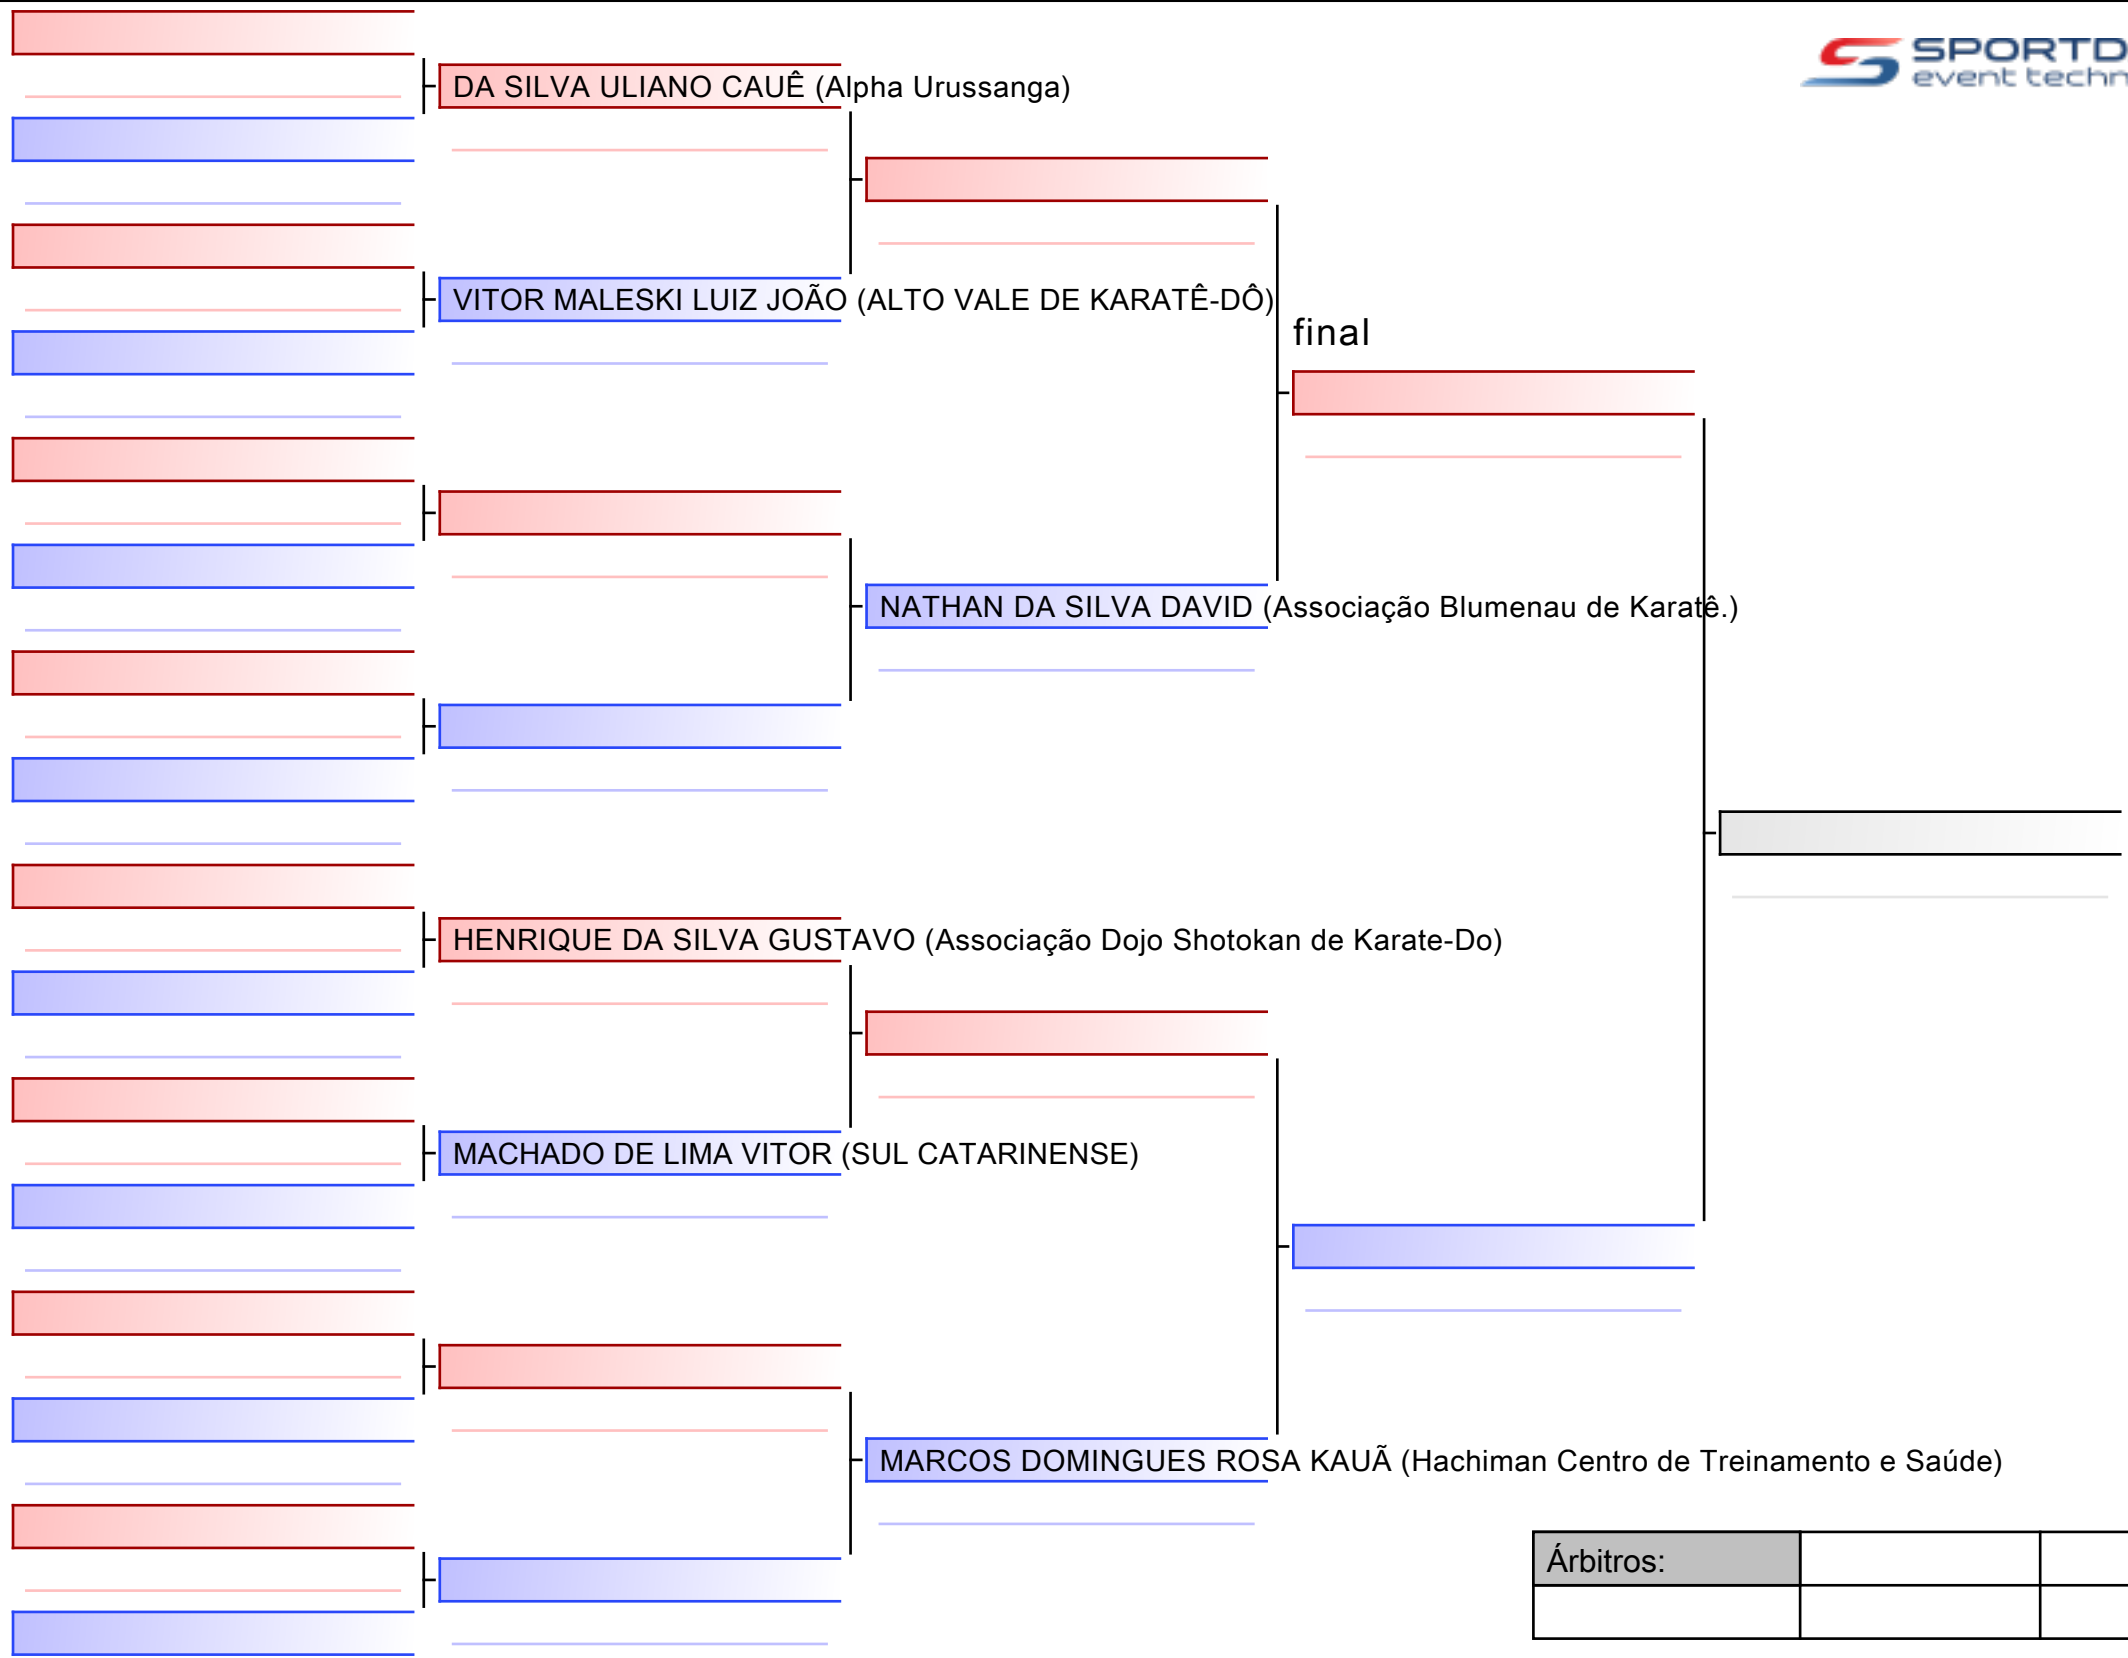 SPORTD
event techn
DA SILVA ULIANO CAUÊ (Alpha Urussanga)
VITOR MALESKI LUIZ JOÃO (ALTO VALE DE KARATÊ-DÔ)
final
NATHAN DA SILVA DAVID (Associação Blumenau de Karatê.)
HENRIQUE DA SILVA GUSTAVO (Associação Dojo Shotokan de Karate-Do)
MACHADO DE LIMA VITOR (SUL CATARINENSE)
MARCOS DOMINGUES ROSA KAUÃ (Hachiman Centro de Treinamento e Saúde)
Árbitros: